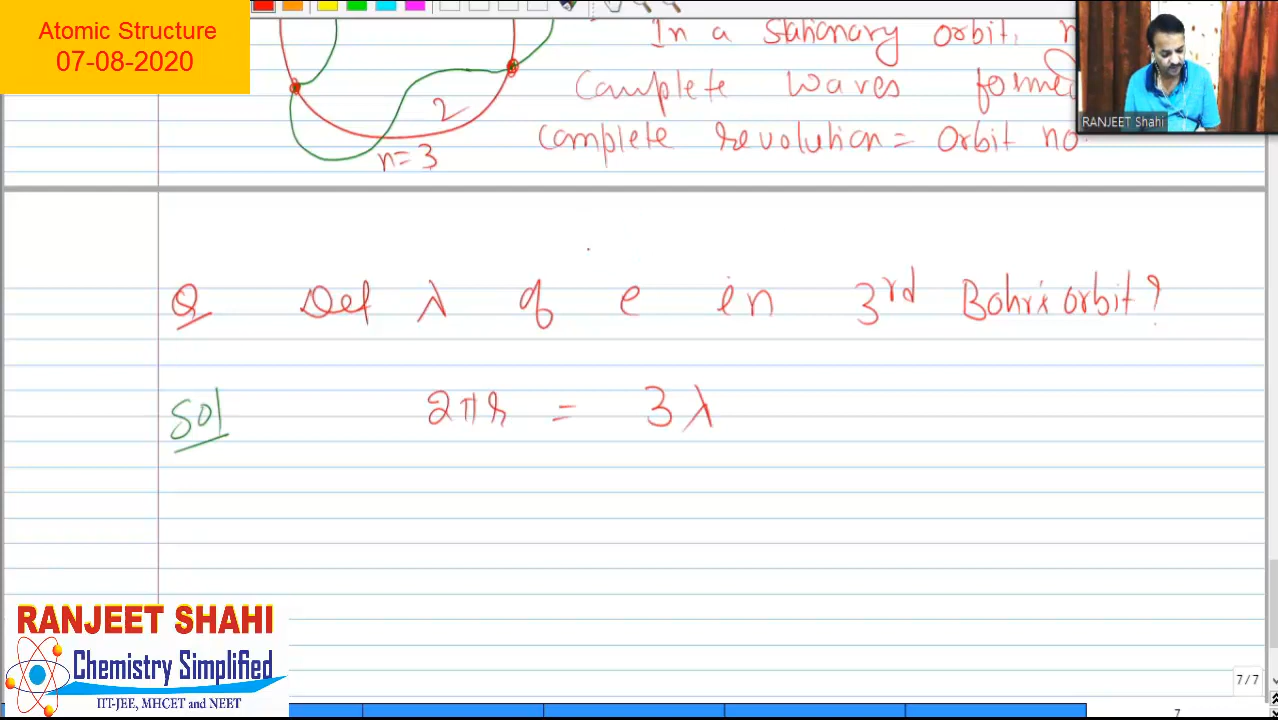 Atomic Structure
07-08-2020
In a stationary orbit,
Complete waves formed
Complete revolution = Orbit no.
2
n=3
RANJEET Shahi
Q Det λ of e in 3rd Bohr's orbit?
Sol 2πr = 3λ
RANJEET SHAHI
Chemistry Simplified
IIT-JEE, MHCET and NEET
7/7
7